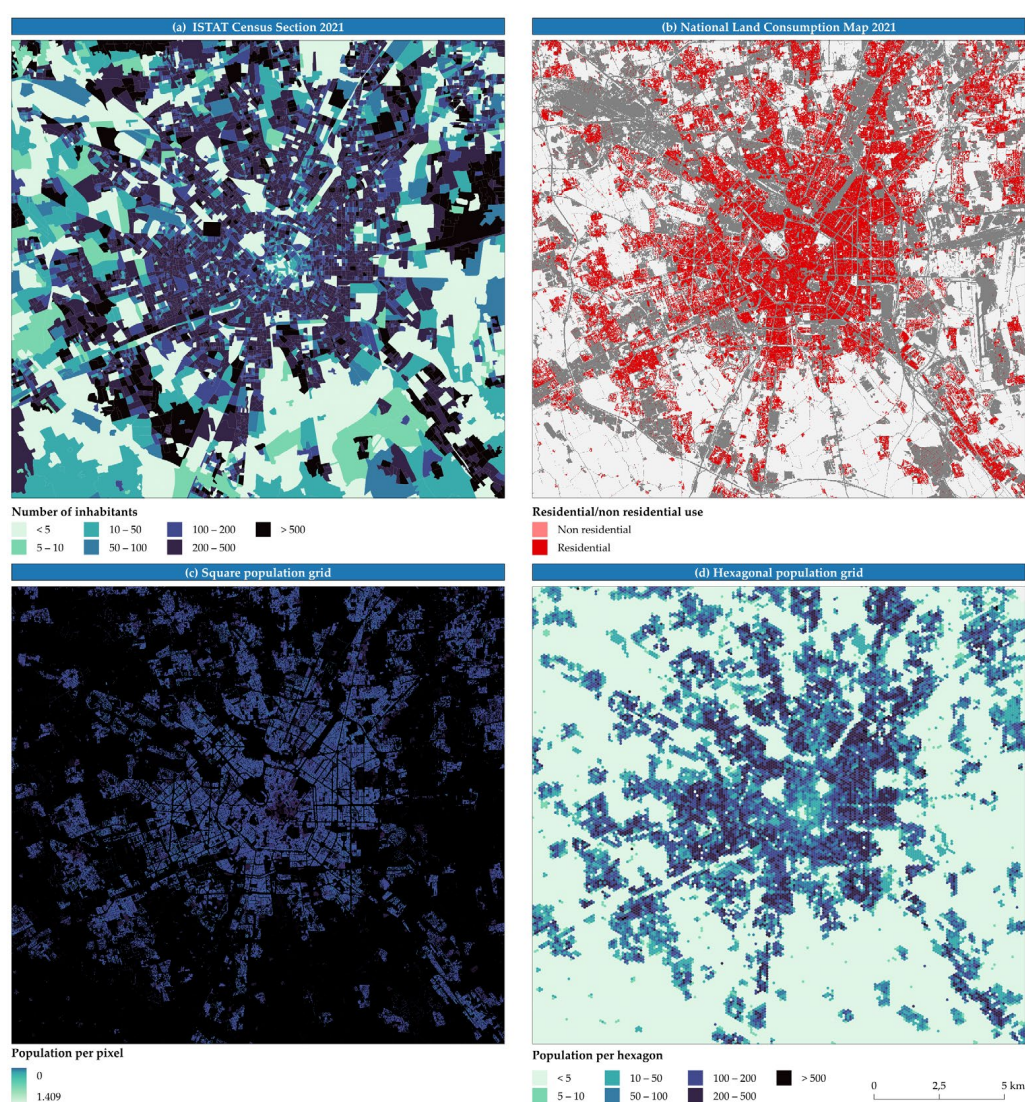 (a) ISTAT Census Section 2021
(b) National Land Consumption Map 2021
Number of inhabitants
< 5
10 – 50
100 – 200
> 500
5 – 10
50 – 100
200 – 500
Residential/non residential use
Non residential
Residential
(c) Square population grid
(d) Hexagonal population grid
Population per pixel
0
1.409
Population per hexagon
< 5
10 – 50
100 – 200
> 500
5 – 10
50 – 100
200 – 500
0
2,5
5 km